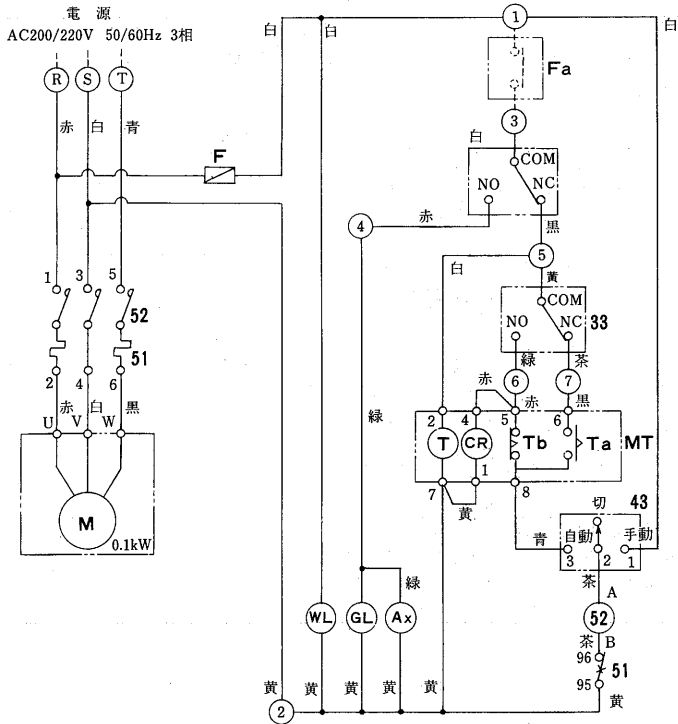 電源
AC200/220V 50/60Hz 3相
R S T
赤 白 青
F
白
白
1
白
Fa
3
白
COM
NO NC
4
赤
黒
5
白
黄
COM
NO NC
33
緑
茶
6
7
1 3 5
52
51
2 4 6
赤 白 黒
U V W
M
0.1kW
緑
赤
赤
黒
2 4 5 6
T CR Tb Ta MT
1
7 8
黄
切 43
自動 手動
青
3 2 1
茶
A
緑
WL GL Ax
52
茶 B
96
51
95
黄
黄 黄 黄 黄
2